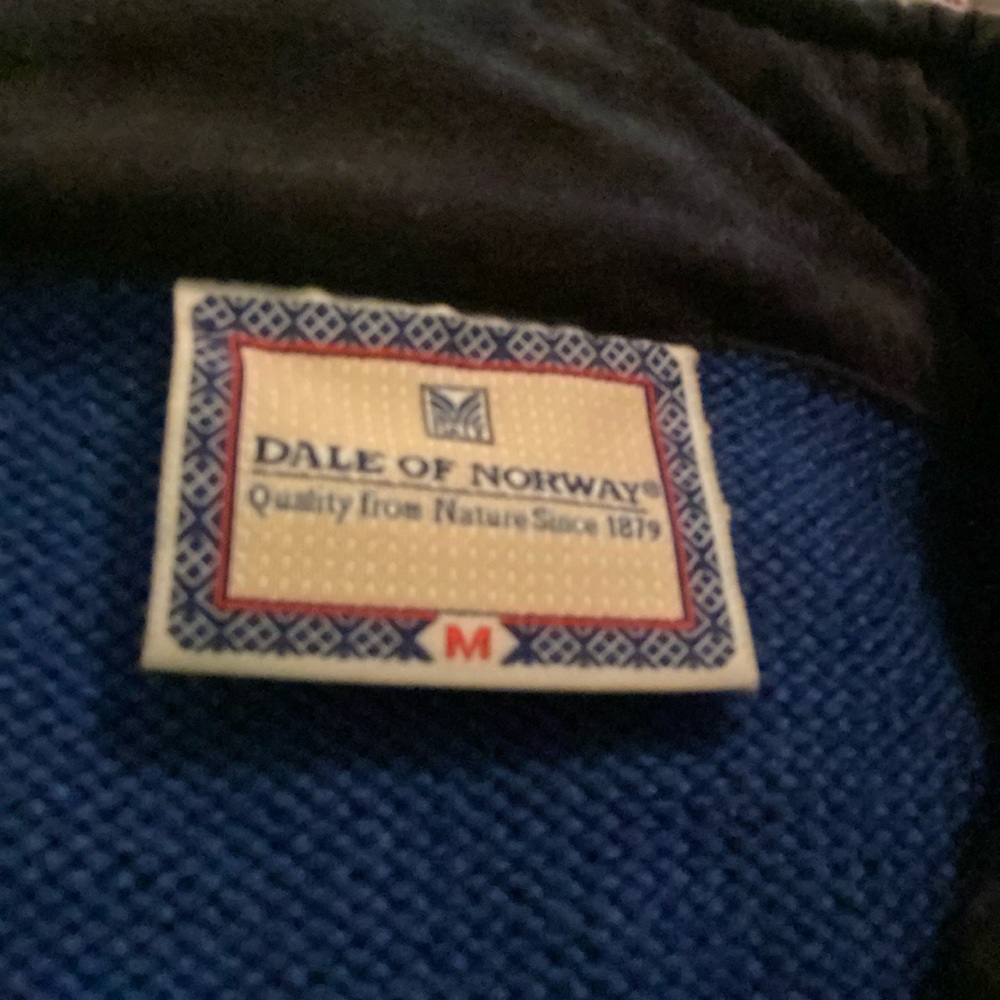 DALE OF NORWAY®
Quality from Nature Since 1879
M